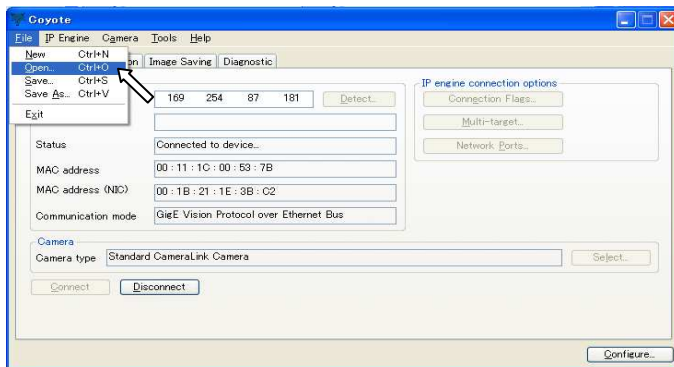 Coyote
File IP Engine Camera Tools Help
New Ctrl+N
Open... Ctrl+O
Save... Ctrl+S
Save As... Ctrl+V
Exit
on Image Saving Diagnostic
169 254 87 181 Detect...
Status Connected to device...
MAC address 00 : 11 : 1C : 00 : 53 : 7B
MAC address (NIC) 00 : 1B : 21 : 1E : 3B : C2
Communication mode GigE Vision Protocol over Ethernet Bus
IP engine connection options
Connection Flags...
Multi-target...
Network Ports...
Camera
Camera type Standard CameraLink Camera Select...
Connect Disconnect
Configure...